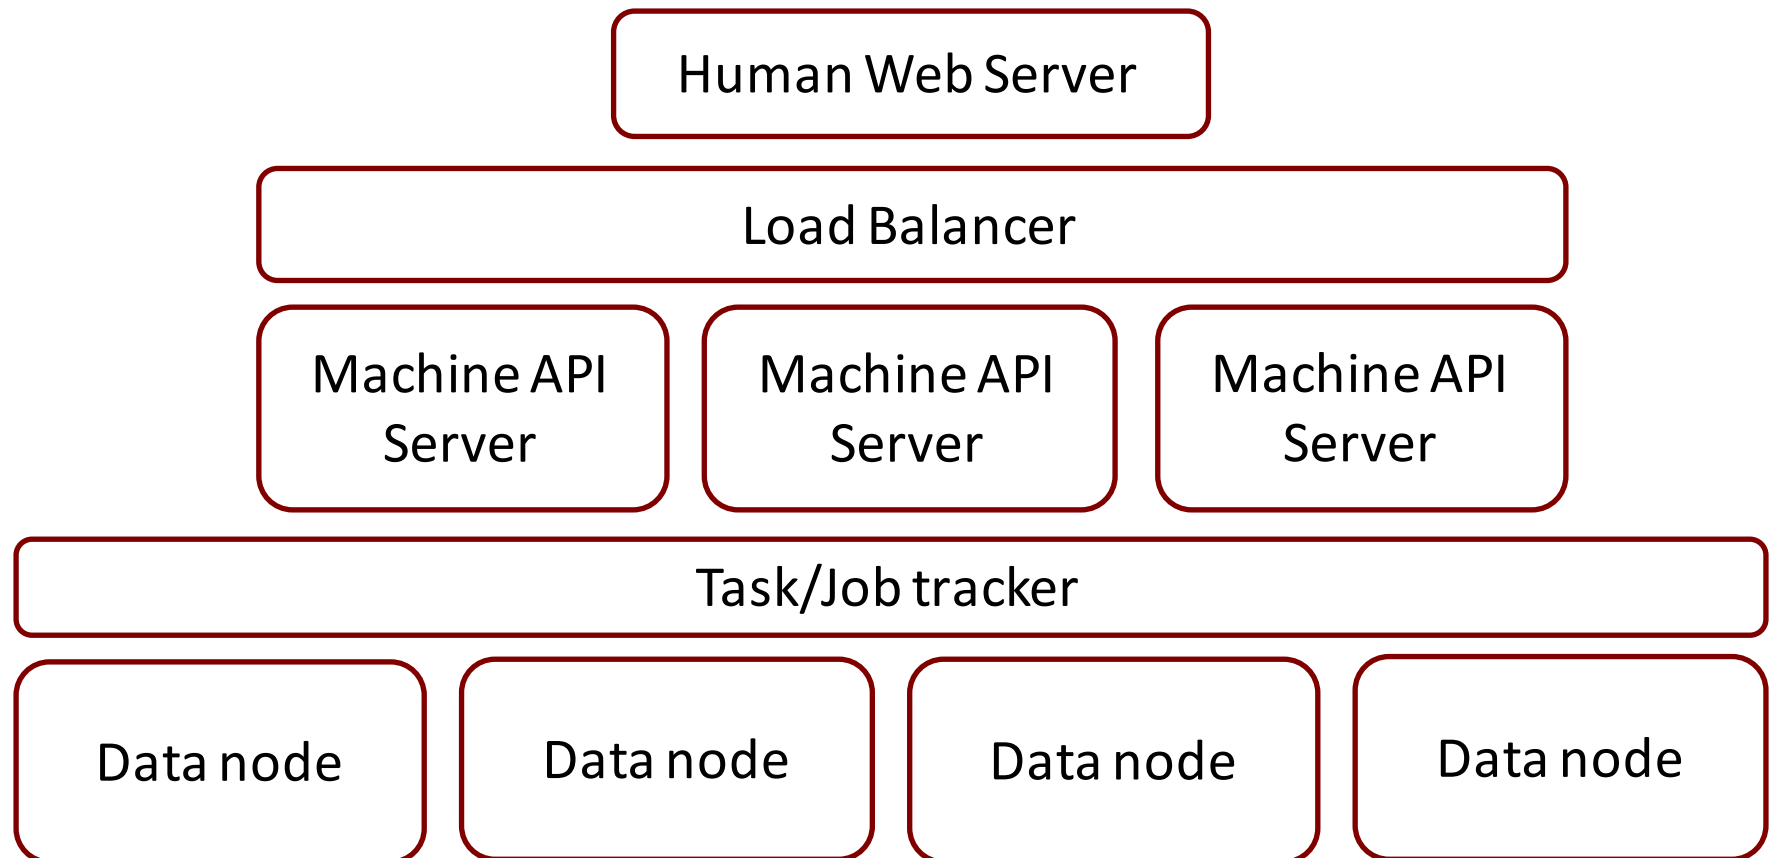 Human Web Server
Load Balancer
Machine API
Server
Machine API
Server
Machine API
Server
Task/Job tracker
Data node
Data node
Data node
Data node